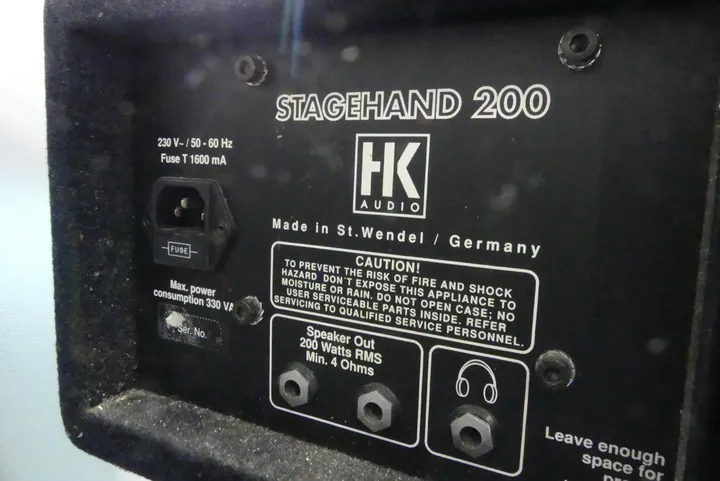 STAGEHAND 200
230 V~ / 50 - 60 Hz
Fuse T 1600 mA
HK
AUDIO
Made in St. Wendel / Germany
FUSE
CAUTION!
TO PREVENT THE RISK OF FIRE AND SHOCK
HAZARD DON'T EXPOSE THIS APPLIANCE TO
MOISTURE OR RAIN. DO NOT OPEN CASE; NO
USER SERVICEABLE PARTS INSIDE. REFER
SERVICING TO QUALIFIED SERVICE PERSONNEL.
Max. power
consumption 330 VA
Ser. No.
Speaker Out
200 Watts RMS
Min. 4 Ohms
Leave enough
space for